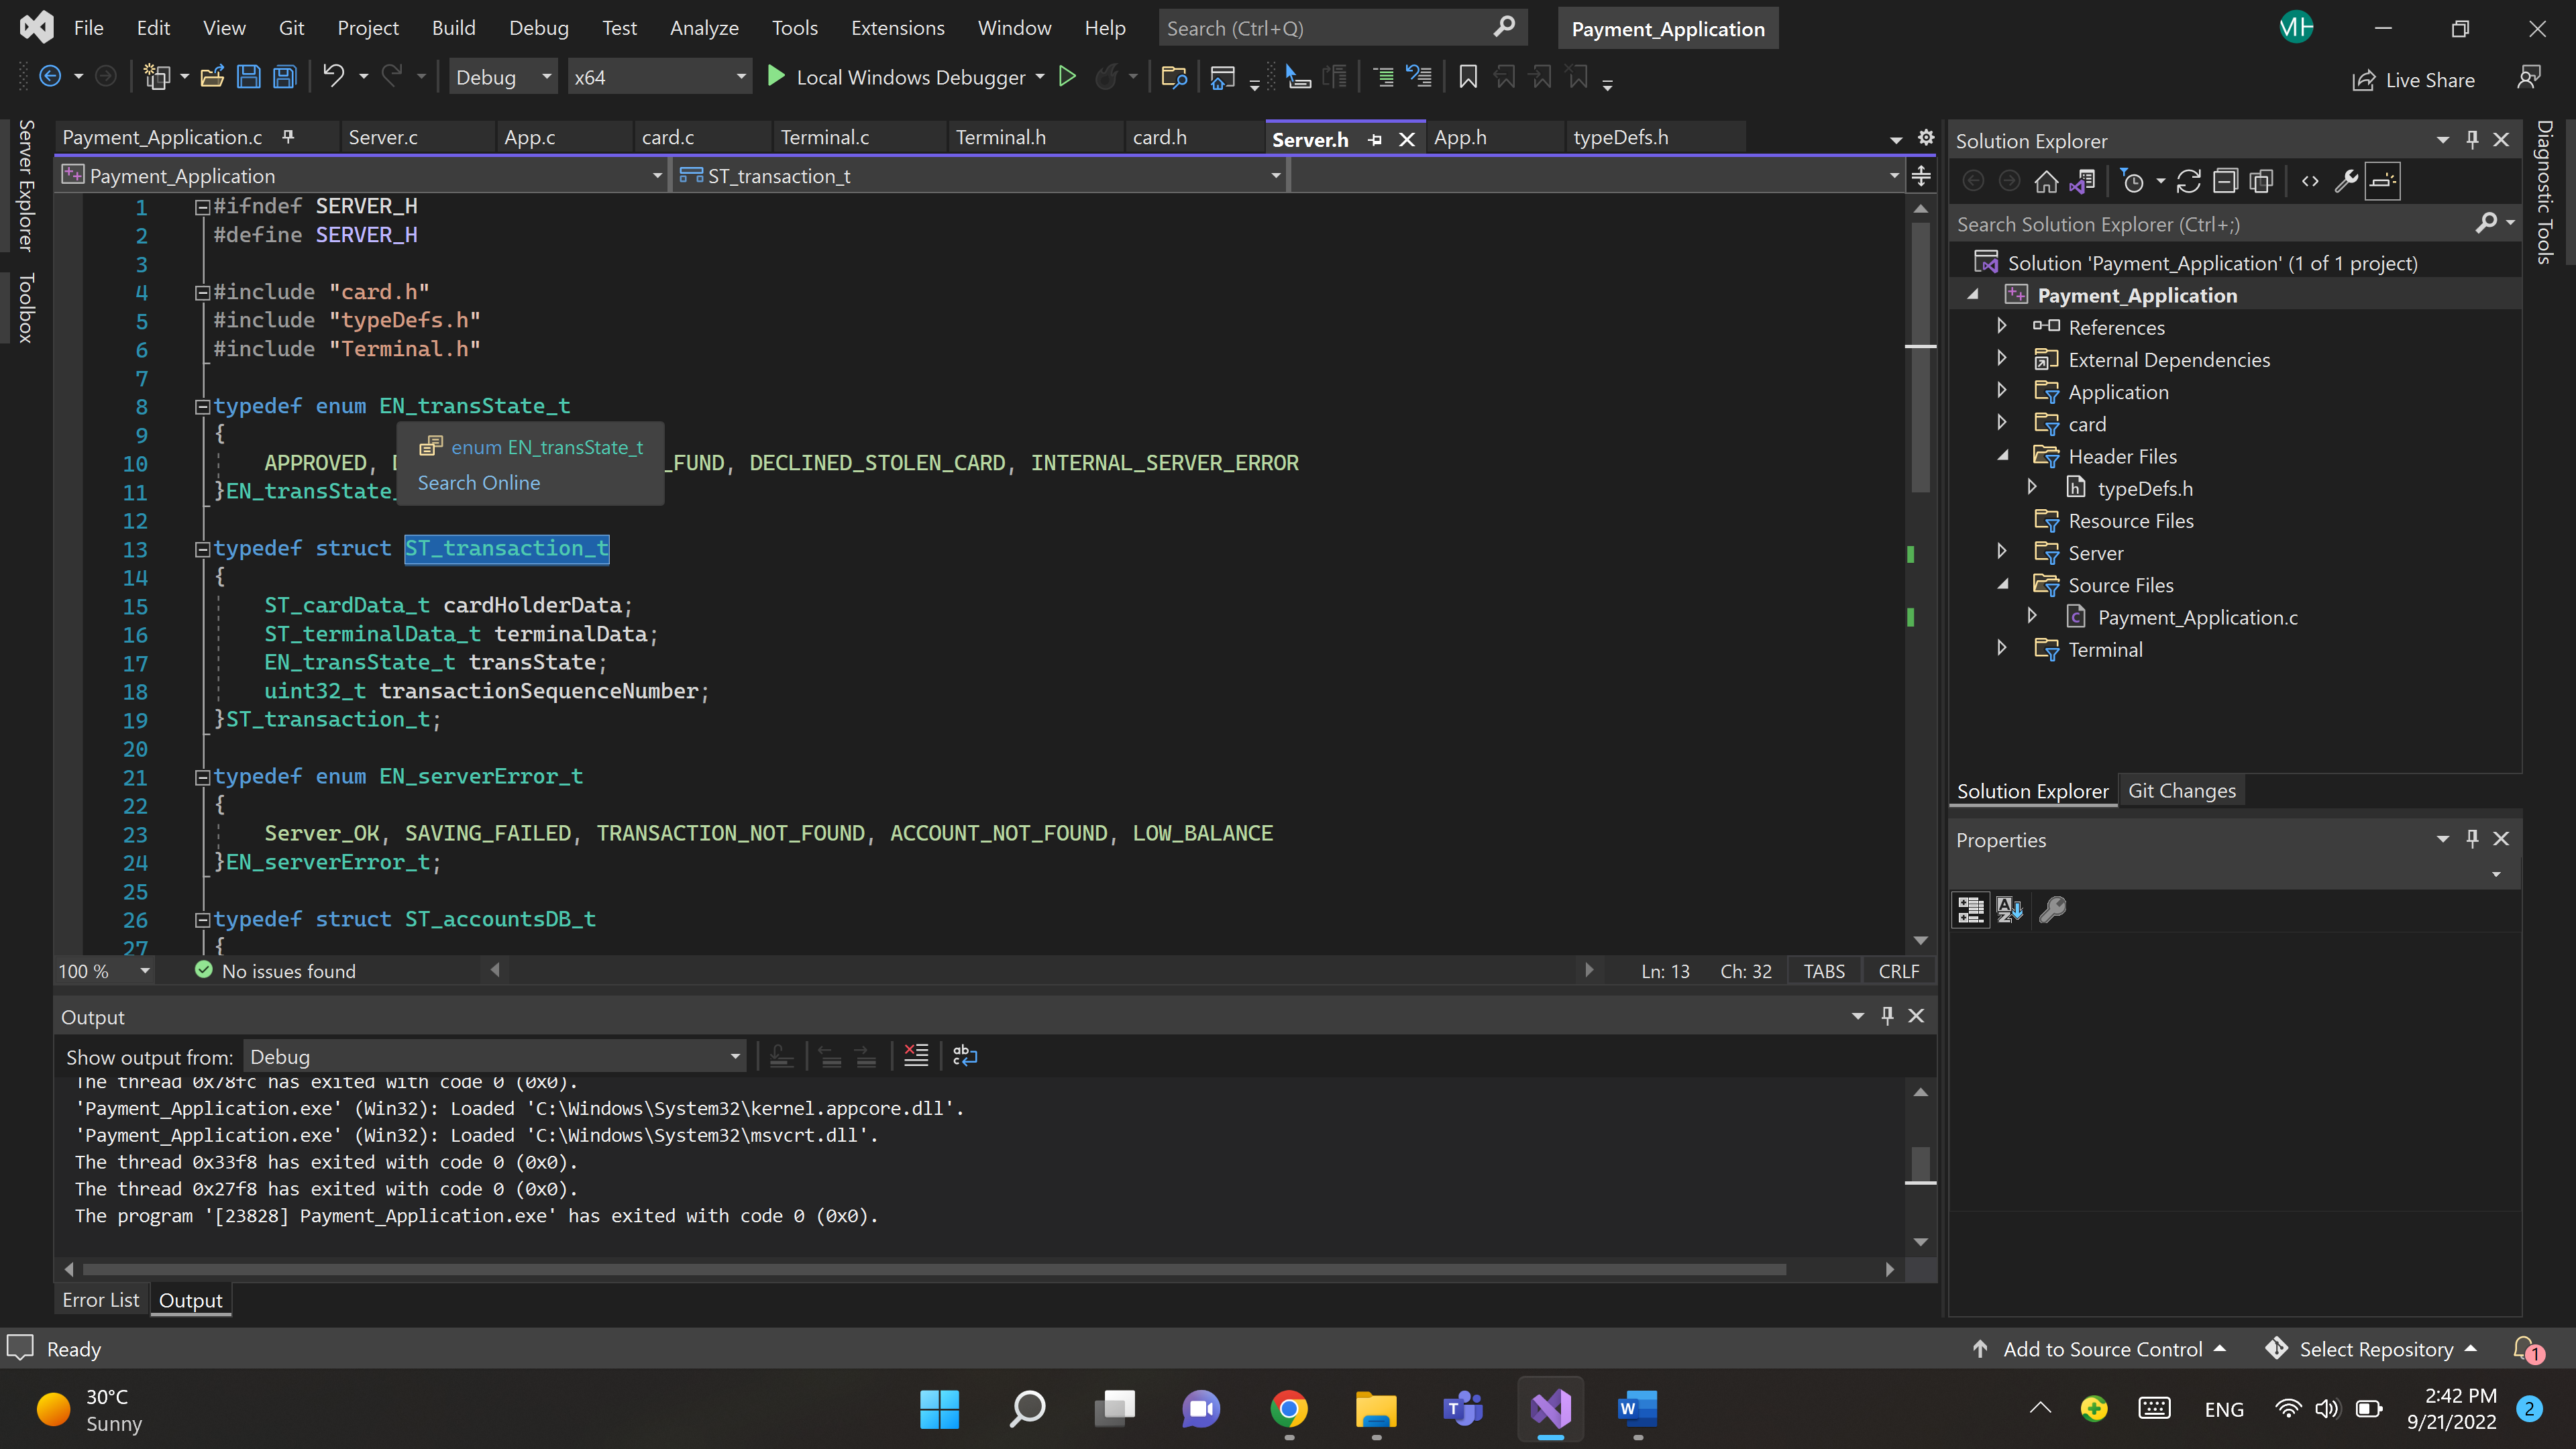 File Edit View Git Project Build Debug Test Analyze Tools Extensions Window Help Search (Ctrl+Q) Payment_Application MH
Debug x64 Local Windows Debugger Live Share
Server Explorer
Toolbox
Payment_Application.c Server.c App.c card.c Terminal.c Terminal.h card.h Server.h App.h typeDefs.h
Payment_Application ST_transaction_t
1 #ifndef SERVER_H
2 #define SERVER_H
3
4 #include "card.h"
5 #include "typeDefs.h"
6 #include "Terminal.h"
7
8 typedef enum EN_transState_t
9 {
enum EN_transState_t
10 APPROVED, _FUND, DECLINED_STOLEN_CARD, INTERNAL_SERVER_ERROR
Search Online
11 }EN_transState_
12
13 typedef struct ST_transaction_t
14 {
15 ST_cardData_t cardHolderData;
16 ST_terminalData_t terminalData;
17 EN_transState_t transState;
18 uint32_t transactionSequenceNumber;
19 }ST_transaction_t;
20
21 typedef enum EN_serverError_t
22 {
23 Server_OK, SAVING_FAILED, TRANSACTION_NOT_FOUND, ACCOUNT_NOT_FOUND, LOW_BALANCE
24 }EN_serverError_t;
25
26 typedef struct ST_accountsDB_t
27 {
100 % No issues found Ln: 13 Ch: 32 TABS CRLF
Output
Show output from: Debug
The thread 0x78fc has exited with code 0 (0x0).
'Payment_Application.exe' (Win32): Loaded 'C:\Windows\System32\kernel.appcore.dll'.
'Payment_Application.exe' (Win32): Loaded 'C:\Windows\System32\msvcrt.dll'.
The thread 0x33f8 has exited with code 0 (0x0).
The thread 0x27f8 has exited with code 0 (0x0).
The program '[23828] Payment_Application.exe' has exited with code 0 (0x0).
Error List Output
Solution Explorer
Search Solution Explorer (Ctrl+;)
Solution 'Payment_Application' (1 of 1 project)
Payment_Application
References
External Dependencies
Application
card
Header Files
typeDefs.h
Resource Files
Server
Source Files
Payment_Application.c
Terminal
Solution Explorer Git Changes
Properties
Diagnostic Tools
Ready Add to Source Control Select Repository 1
30°C
Sunny
ENG
2:42 PM
9/21/2022
2